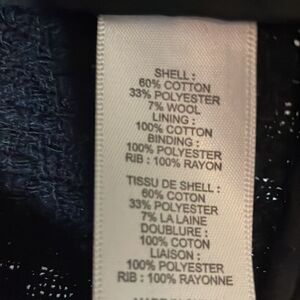 SHELL :
60% COTTON
33% POLYESTER
7% WOOL
LINING :
100% COTTON
BINDING :
100% POLYESTER
RIB : 100% RAYON
TISSU DE SHELL :
60% COTON
33% POLYESTER
7% LA LAINE
DOUBLURE :
100% COTON
LIAISON :
100% POLYESTER
RIB : 100% RAYONNE